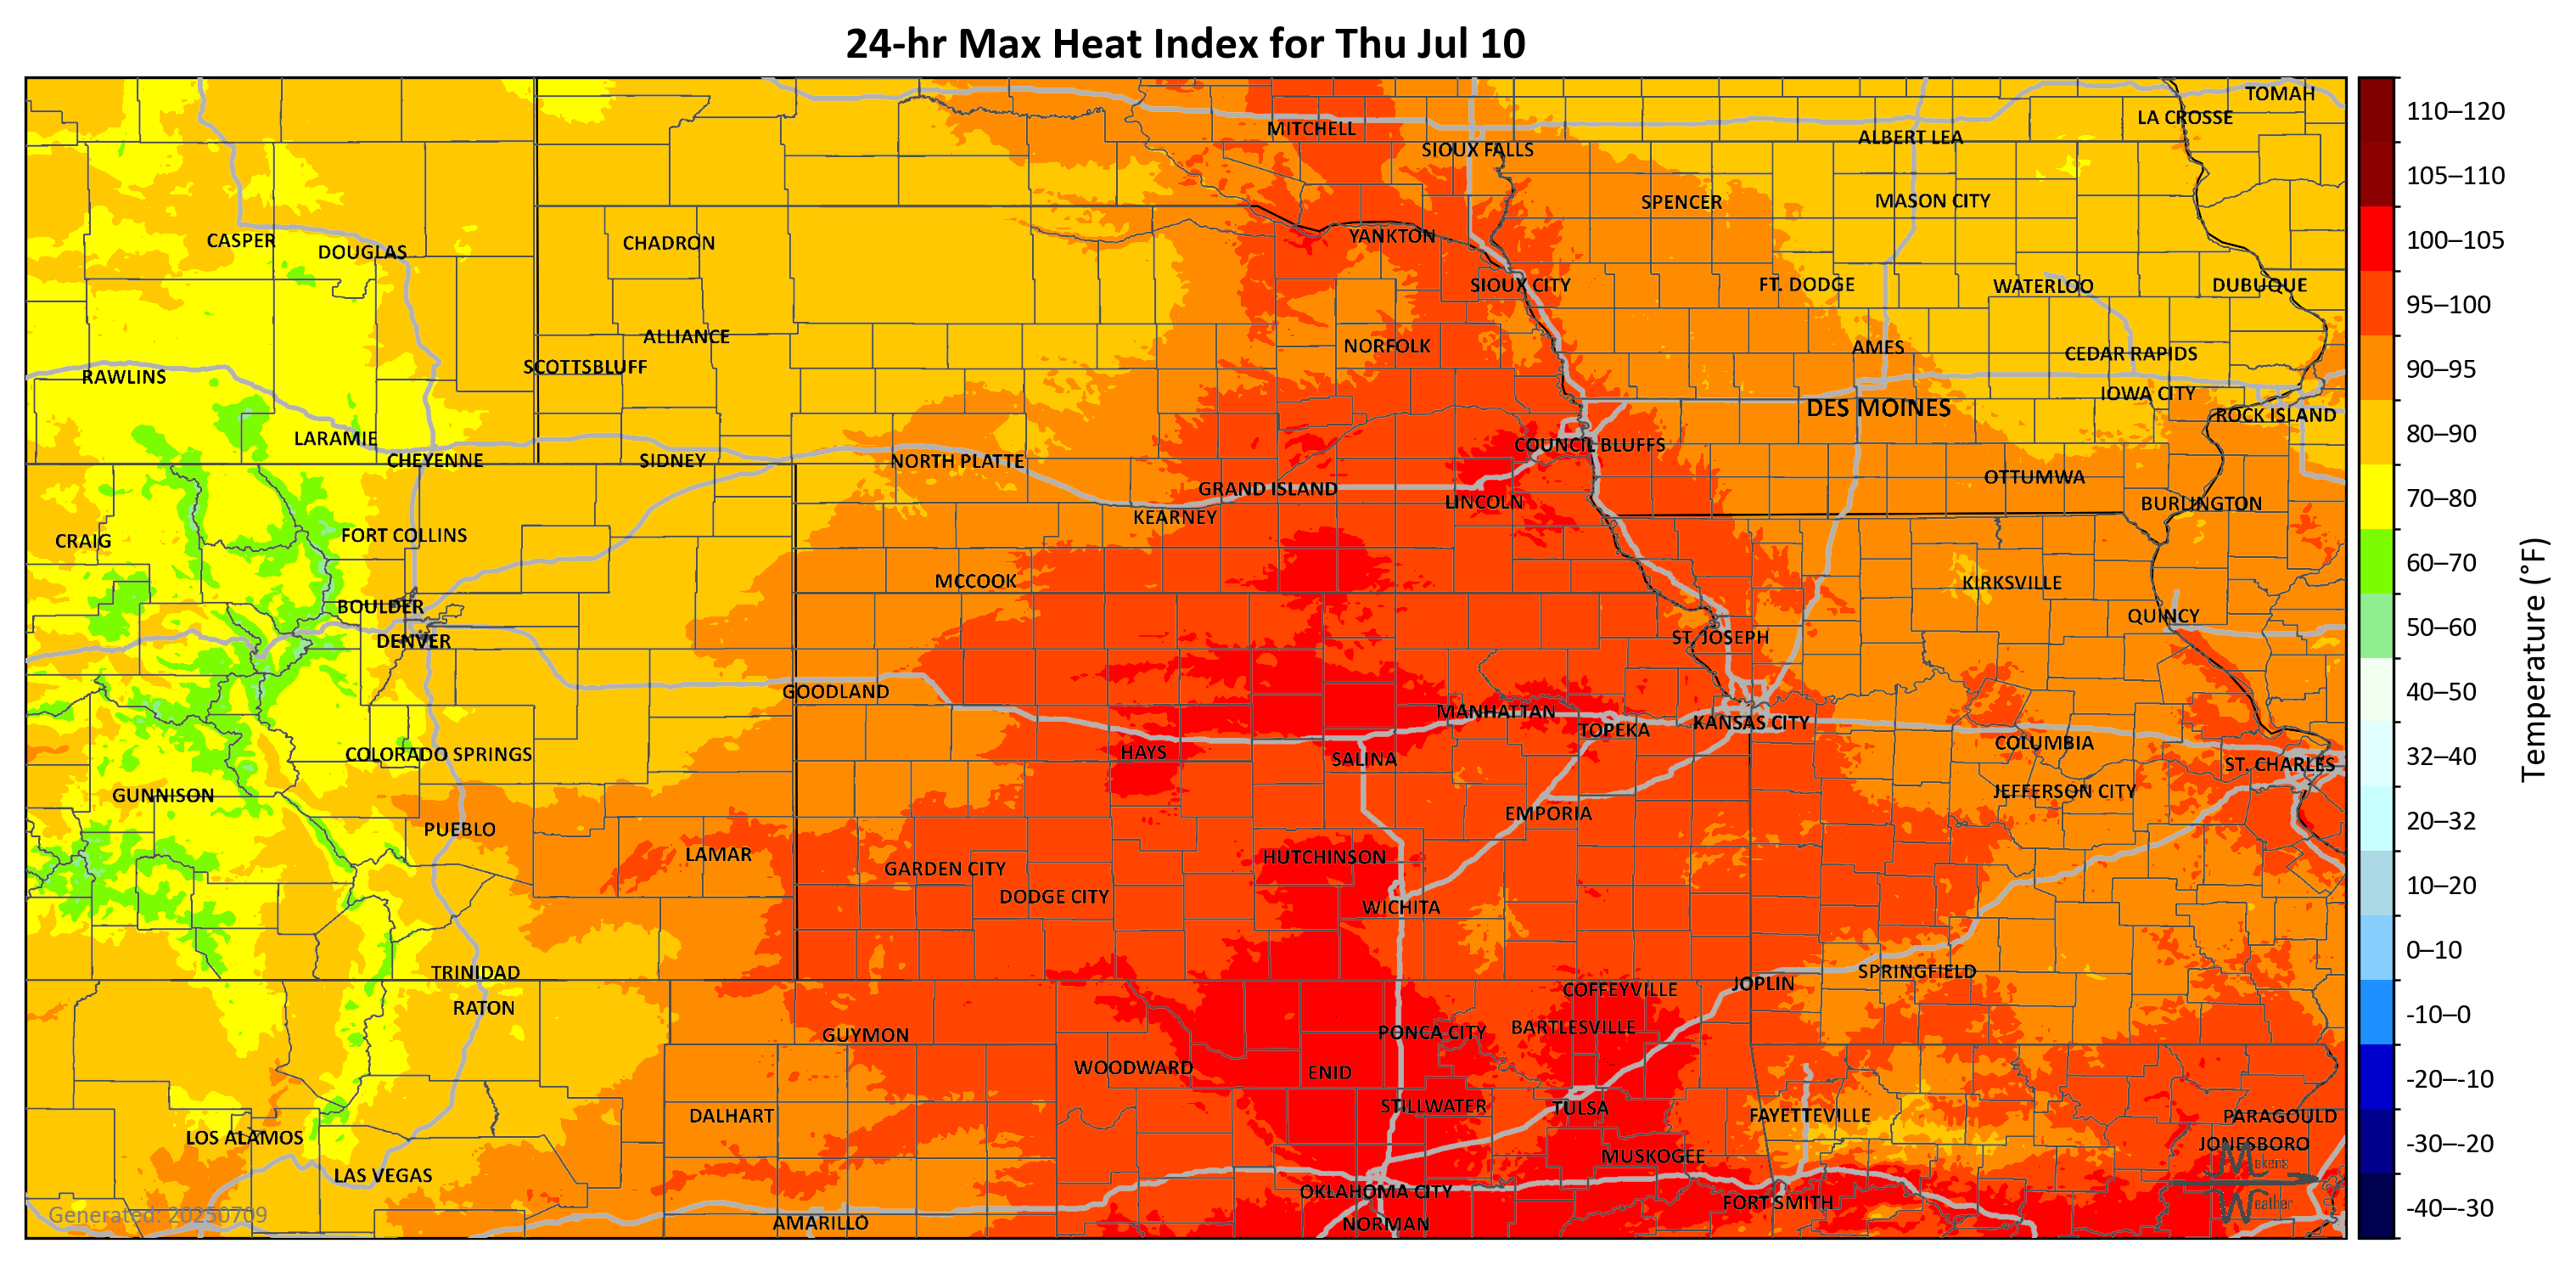 24-hr Max Heat Index for Thu Jul 10
TOMAH
LA CROSSE
MITCHELL
ALBERT LEA
SIOUX FALLS
SPENCER
MASON CITY
CASPER
DOUGLAS
CHADRON
YANKTON
SIOUX CITY
FT. DODGE
WATERLOO
DUBUQUE
ALLIANCE
NORFOLK
AMES
CEDAR RAPIDS
SCOTTSBLUFF
RAWLINS
IOWA CITY
DES MOINES
ROCK ISLAND
LARAMIE
COUNCIL BLUFFS
CHEYENNE
SIDNEY
NORTH PLATTE
OTTUMWA
GRAND ISLAND
LINCOLN
BURLINGTON
KEARNEY
FORT COLLINS
CRAIG
MCCOOK
KIRKSVILLE
BOULDER
QUINCY
DENVER
ST. JOSEPH
GOODLAND
MANHATTAN
KANSAS CITY
TOPEKA
COLUMBIA
COLORADO SPRINGS
HAYS
SALINA
ST. CHARLES
GUNNISON
JEFFERSON CITY
EMPORIA
PUEBLO
LAMAR
HUTCHINSON
GARDEN CITY
DODGE CITY
WICHITA
TRINIDAD
SPRINGFIELD
JOPLIN
COFFEYVILLE
RATON
BARTLESVILLE
PONCA CITY
GUYMON
WOODWARD
ENID
STILLWATER
TULSA
DALHART
FAYETTEVILLE
PARAGOULD
LOS ALAMOS
JONESBORO
MUSKOGEE
LAS VEGAS
OKLAHOMA CITY
FORT SMITH
AMARILLO
NORMAN
Generated: 20250709
Makens
Weather
110–120
105–110
100–105
95–100
90–95
80–90
70–80
60–70
50–60
40–50
32–40
20–32
10–20
0–10
-10–0
-20–-10
-30–-20
-40–-30
Temperature (°F)